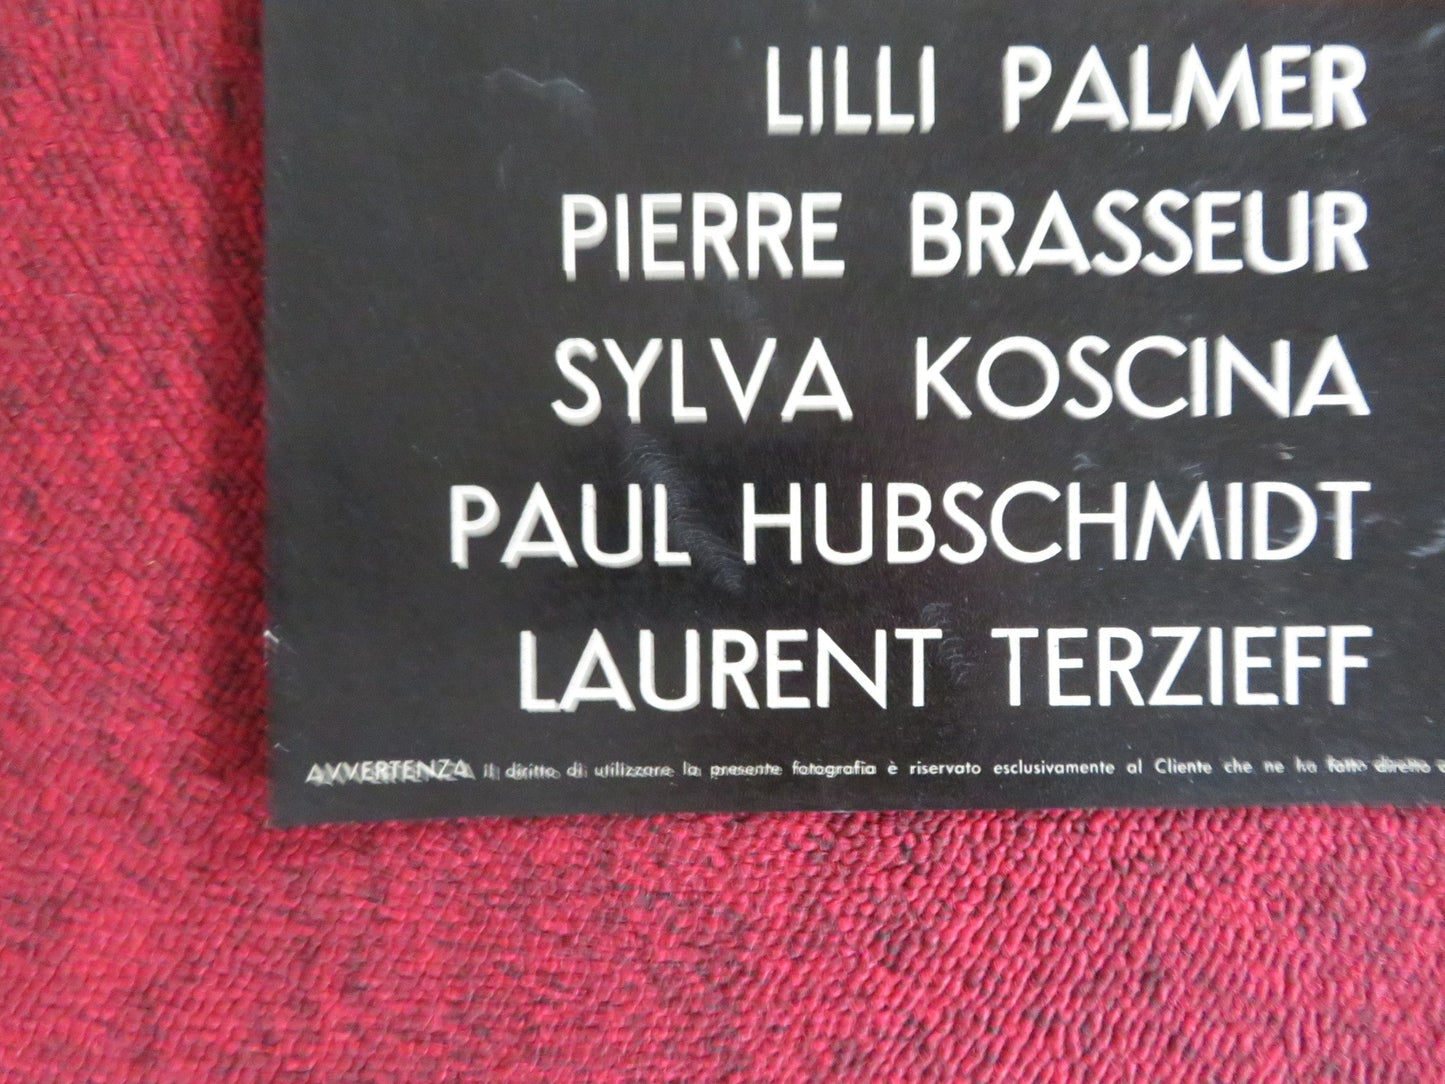 LILLI PALMER
PIERRE BRASSEUR
SYLVA KOSCINA
PAUL HUBSCHMIDT
LAURENT TERZIEFF
AVVERTENZA il diritto di utilizzare la presente fotografia è riservato esclusivamente al Cliente che ne ha fatto diretto